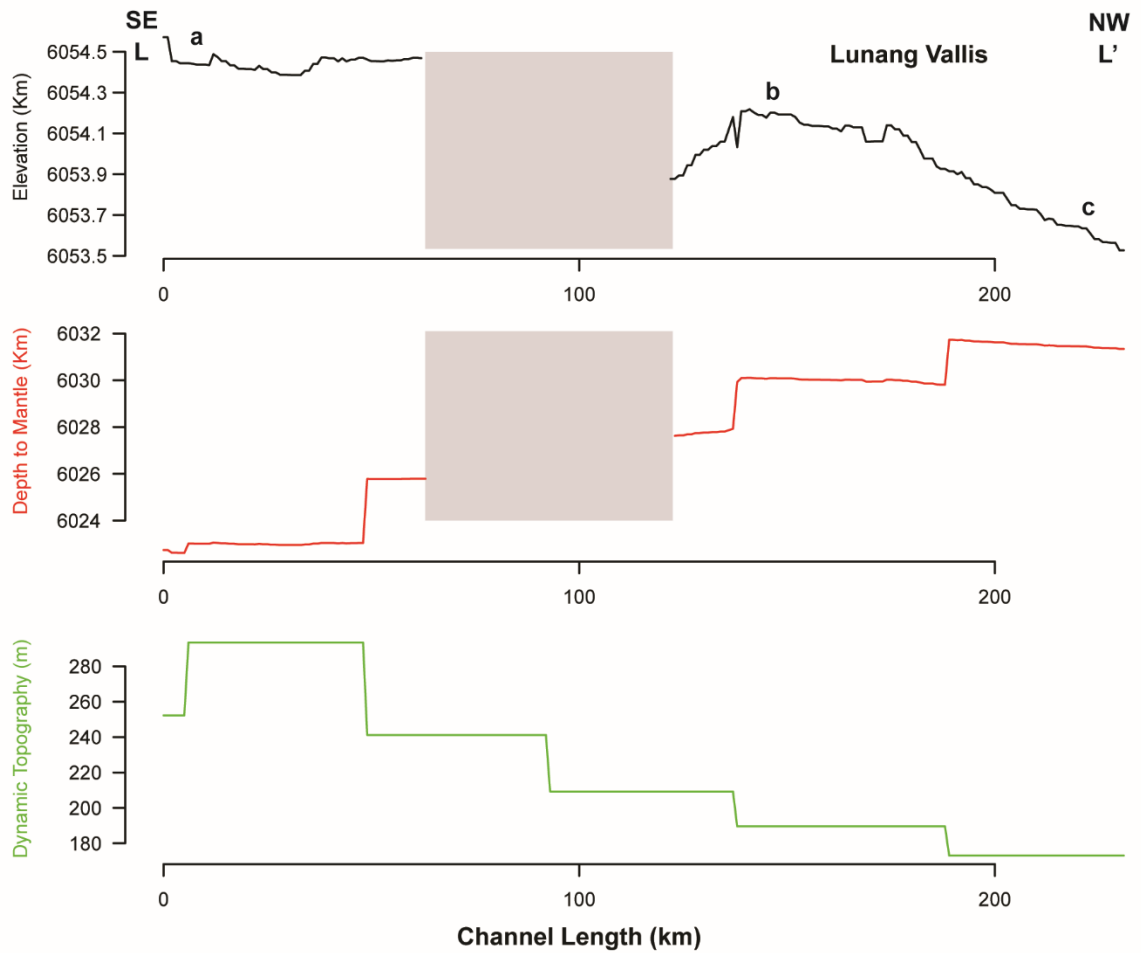 SE
NW
L
L’
a
Lunang Vallis
b
c
Elevation (Km)
6054.5
6054.3
6054.1
6053.9
6053.7
6053.5
0
100
200
Depth to Mantle (Km)
6032
6030
6028
6026
6024
0
100
200
Dynamic Topography (m)
280
260
240
220
200
180
0
100
200
Channel Length (km)